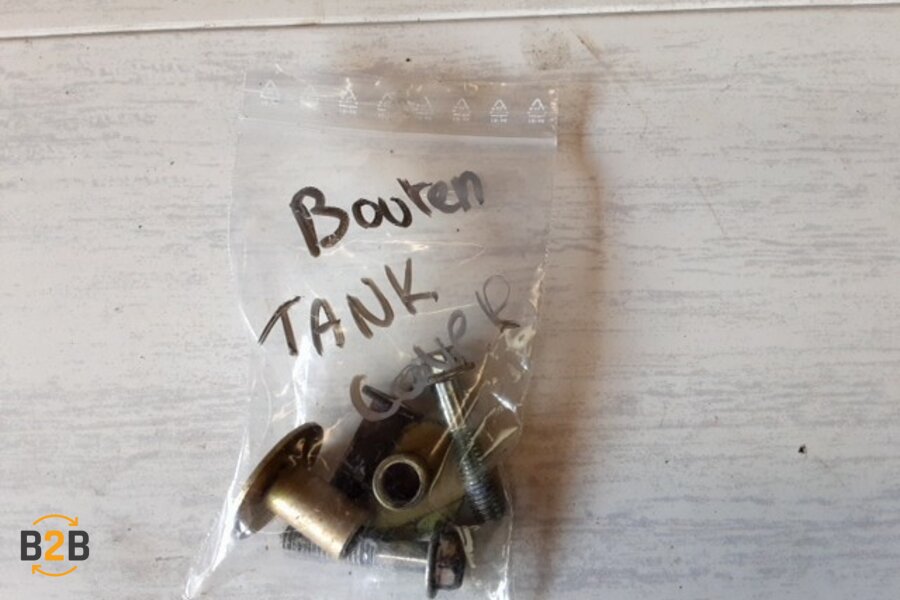 Bouten
TANK
COVER
B2B